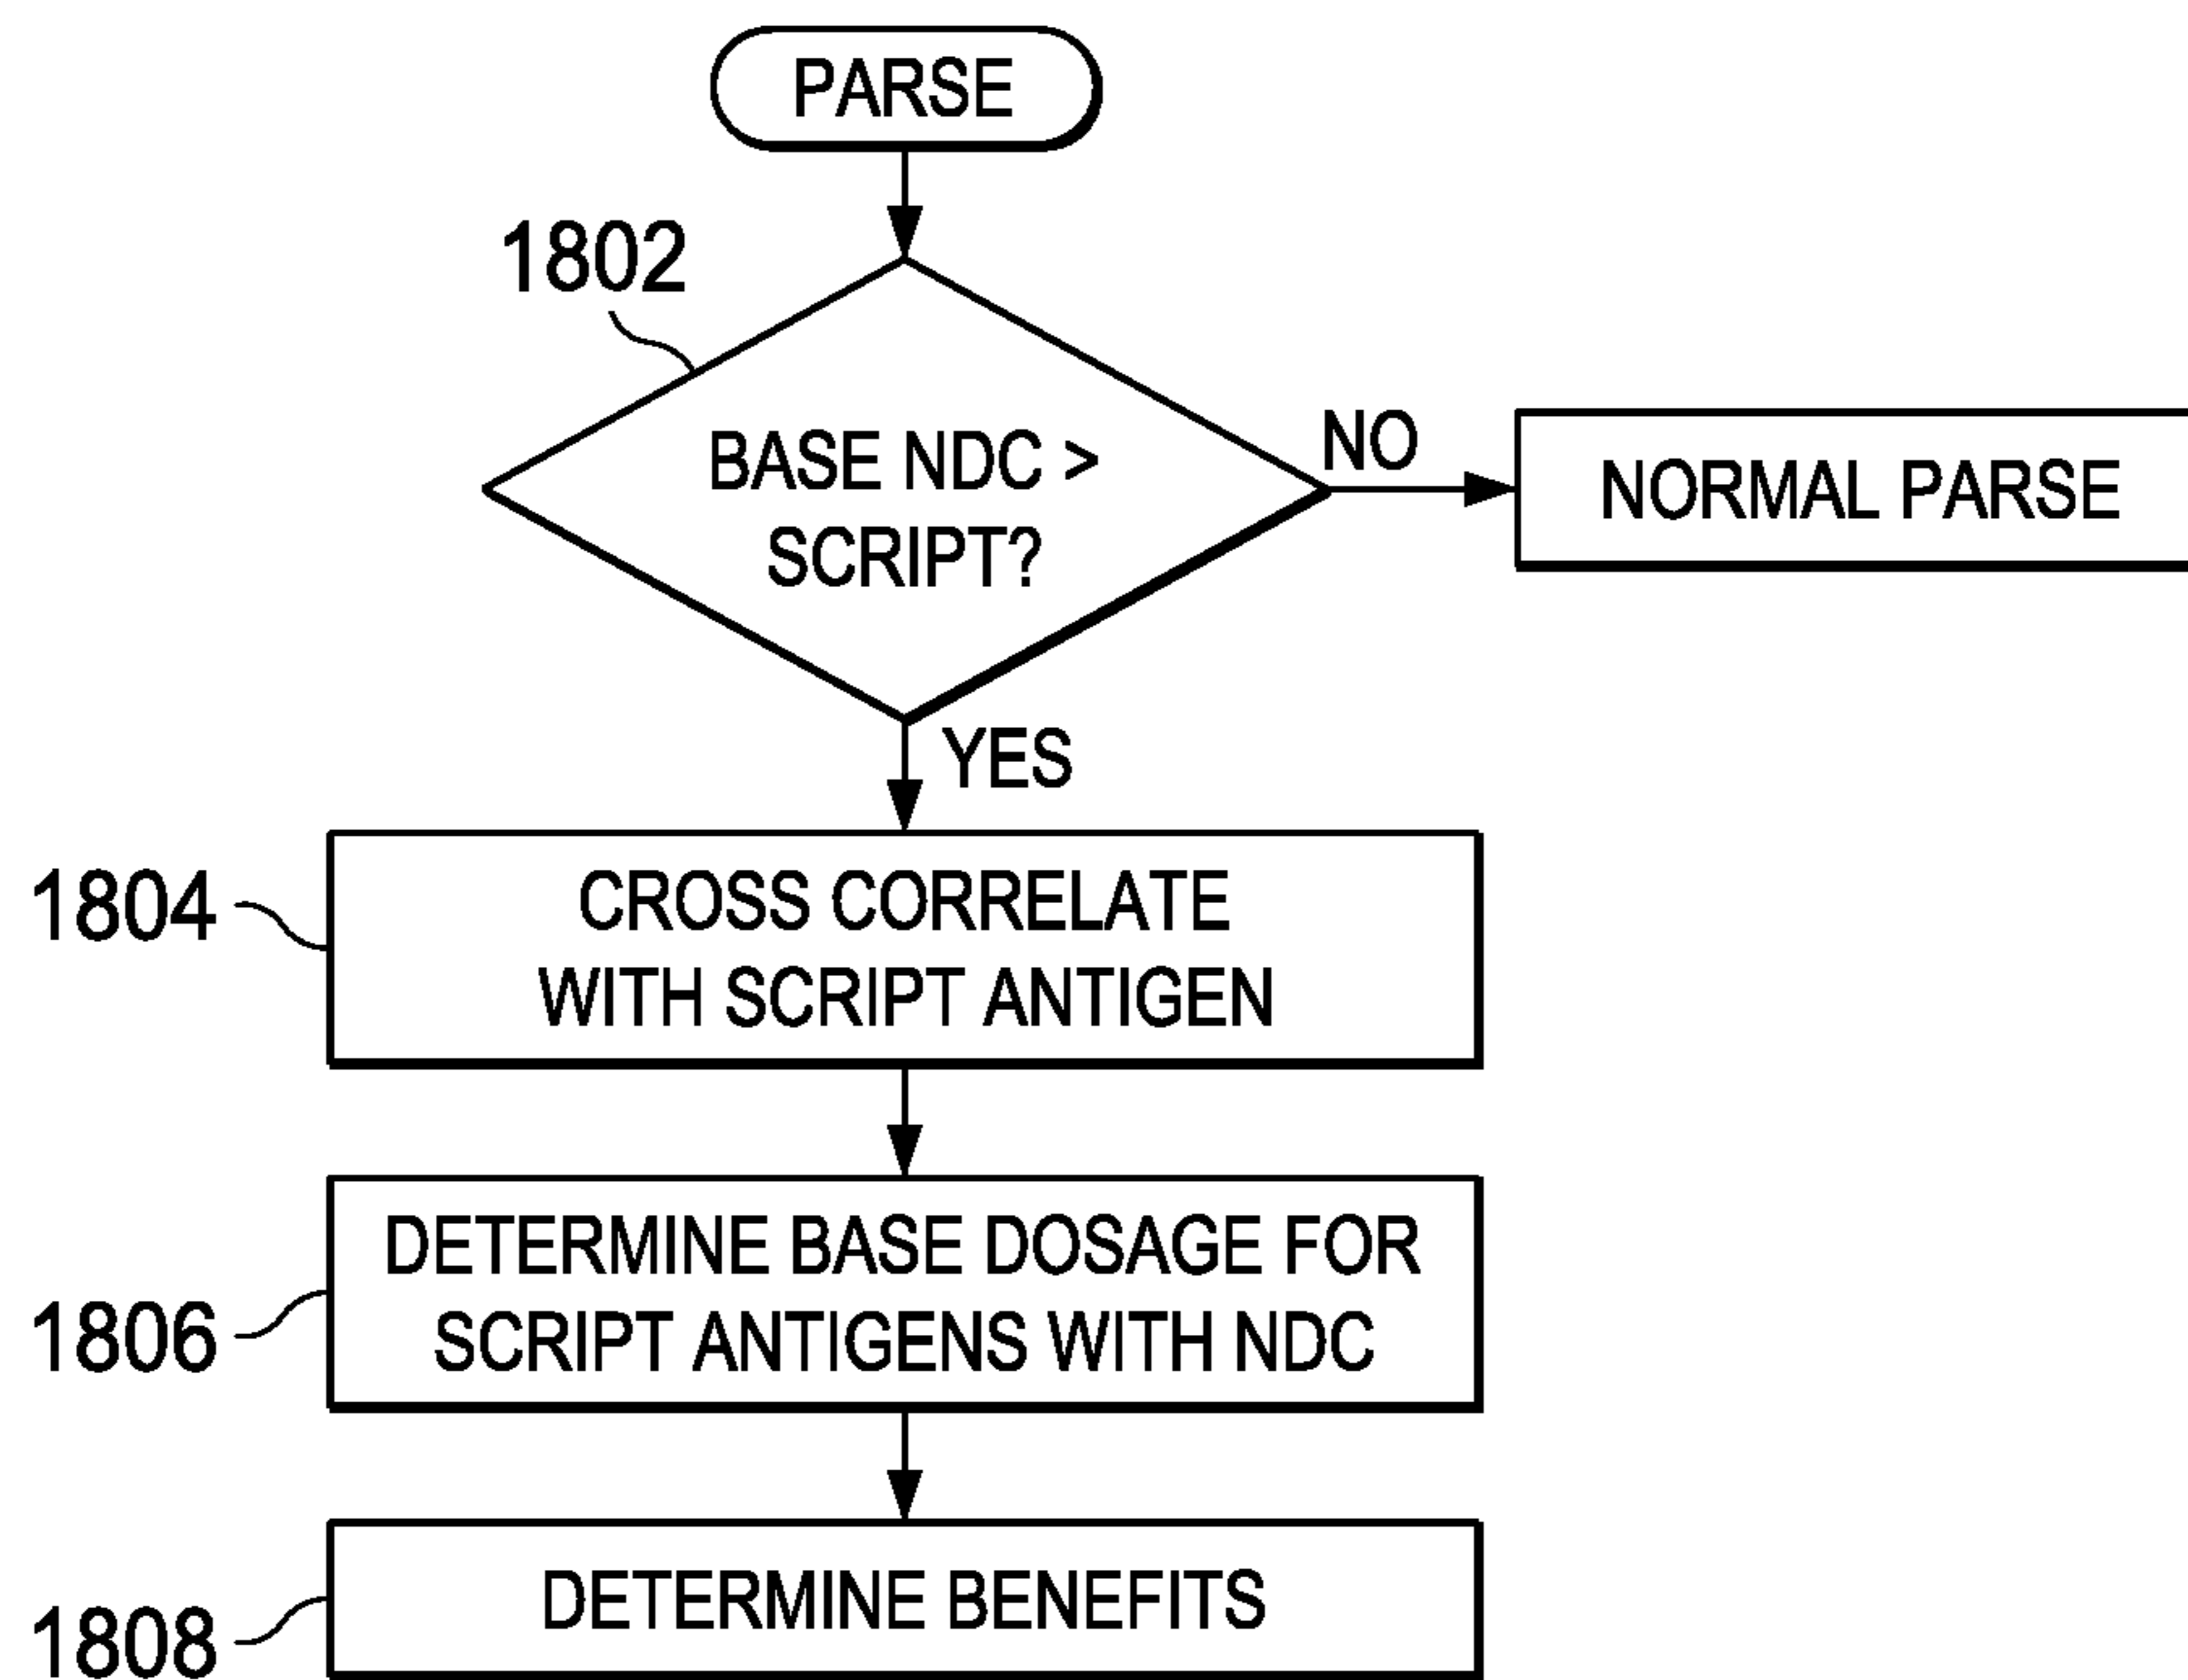 PARSE
1802
BASE NDC >
SCRIPT?
NO
NORMAL PARSE
YES
1804
CROSS CORRELATE
WITH SCRIPT ANTIGEN
DETERMINE BASE DOSAGE FOR
SCRIPT ANTIGENS WITH NDC
1806
DETERMINE BENEFITS
1808